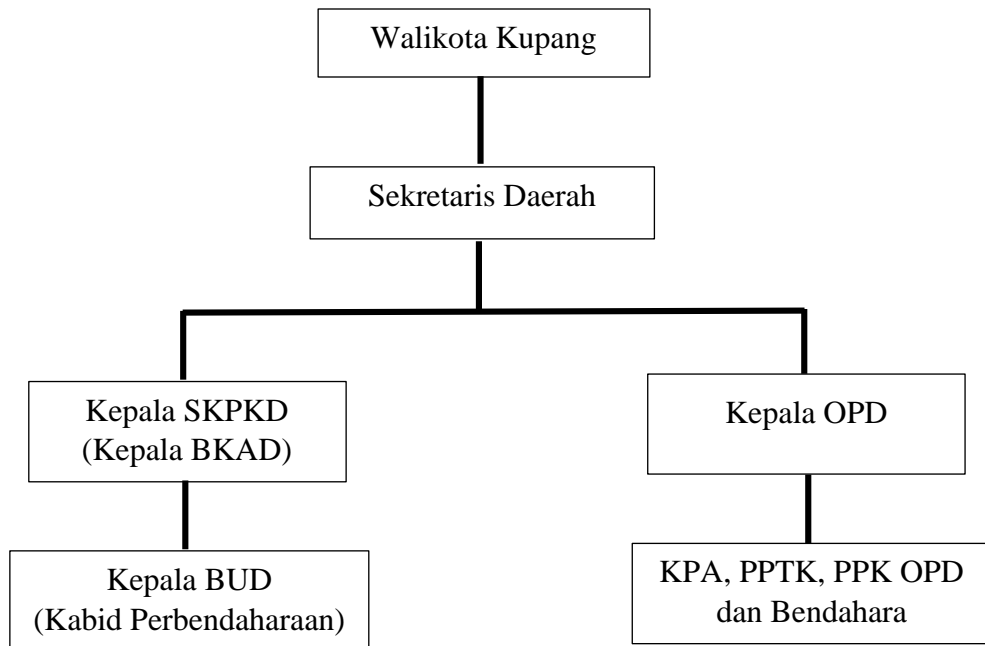 Walikota Kupang
Sekretaris Daerah
Kepala SKPKD
(Kepala BKAD)
Kepala OPD
Kepala BUD
(Kabid Perbendaharaan)
KPA, PPTK, PPK OPD
dan Bendahara